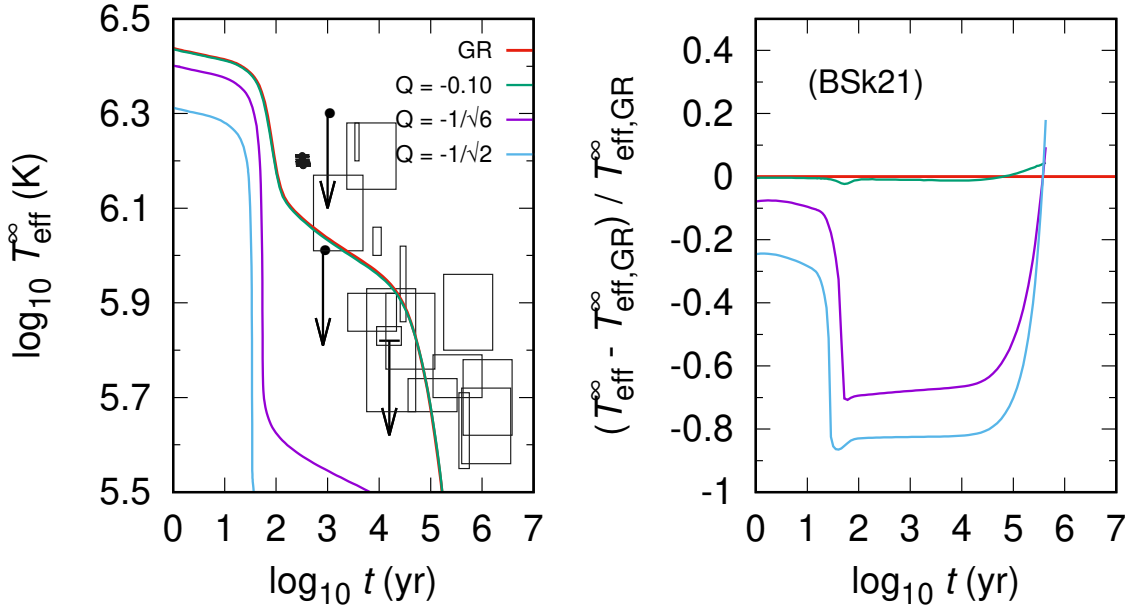 6.5
6.3
6.1
5.9
5.7
5.5
0 1 2 3 4 5 6 7
log₁₀ T∞eff (K)
log₁₀ t (yr)
GR
Q = -0.10
Q = -1/√6
Q = -1/√2
0.4
0.2
0
-0.2
-0.4
-0.6
-0.8
-1
0 1 2 3 4 5 6 7
(T∞eff - T∞eff,GR) / T∞eff,GR
log₁₀ t (yr)
(BSk21)